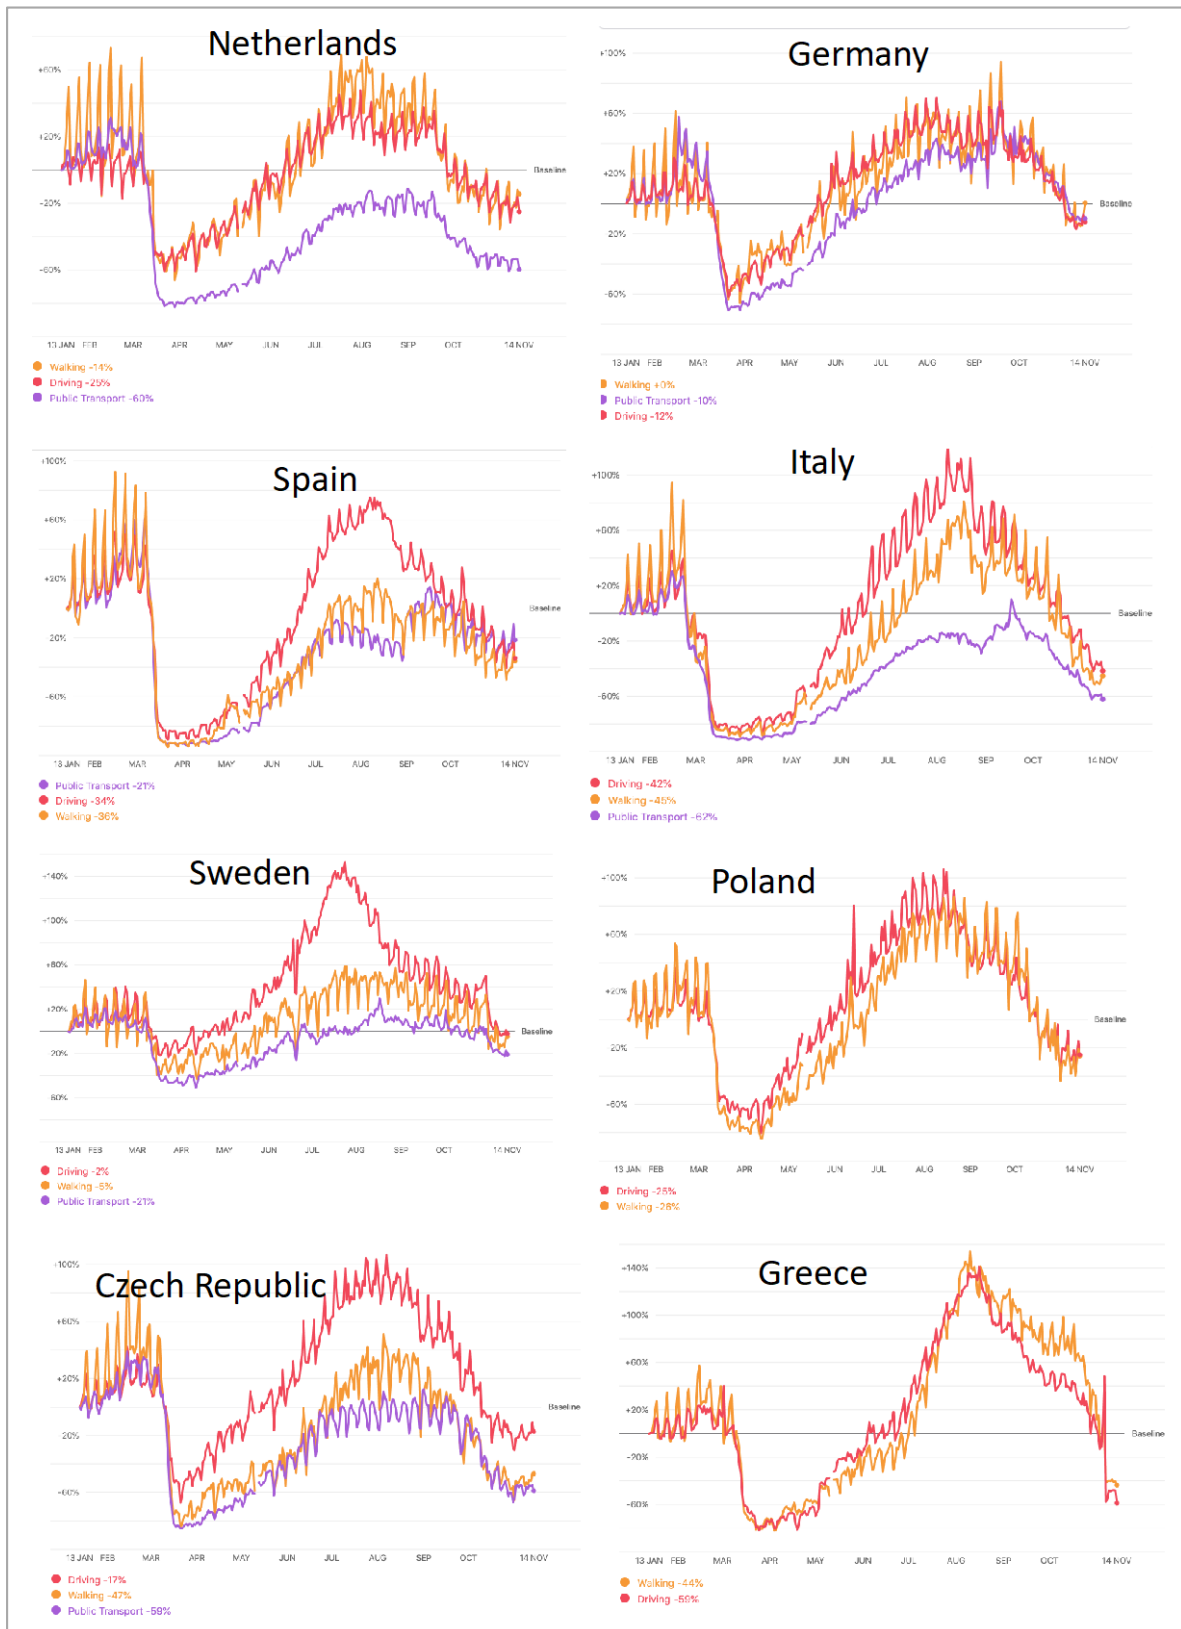 Netherlands
+60%
+20%
Baseline
-20%
-60%
13 JAN FEB MAR APR MAY JUN JUL AUG SEP OCT 14 NOV
Walking -14%
Driving -25%
Public Transport -60%
Germany
+100%
+60%
+20%
Baseline
20%
-60%
13 JAN FEB MAR APR MAY JUN JUL AUG SEP OCT 14 NOV
Walking +0%
Public Transport -10%
Driving -12%
Spain
+100%
+60%
+20%
Baseline
20%
-60%
13 JAN FEB MAR APR MAY JUN JUL AUG SEP OCT 14 NOV
Public Transport -21%
Driving -34%
Walking -36%
Italy
+100%
+60%
+20%
Baseline
-20%
-60%
13 JAN FEB MAR APR MAY JUN JUL AUG SEP OCT 14 NOV
Driving -42%
Walking -45%
Public Transport -62%
Sweden
+140%
+100%
+60%
+20%
Baseline
20%
60%
13 JAN FEB MAR APR MAY JUN JUL AUG SEP OCT 14 NOV
Driving -2%
Walking -5%
Public Transport -21%
Poland
+100%
+60%
+20%
Baseline
20%
-60%
13 JAN FEB MAR APR MAY JUN JUL AUG SEP OCT 14 NOV
Driving -25%
Walking -28%
Czech Republic
+100%
+60%
+20%
Baseline
20%
-60%
13 JAN FEB MAR APR MAY JUN JUL AUG SEP OCT 14 NOV
Driving -17%
Walking -47%
Public Transport -59%
Greece
+140%
+100%
+60%
+20%
Baseline
-20%
-60%
13 JAN FEB MAR APR MAY JUN JUL AUG OCT 14 NOV
Walking -44%
Driving -59%